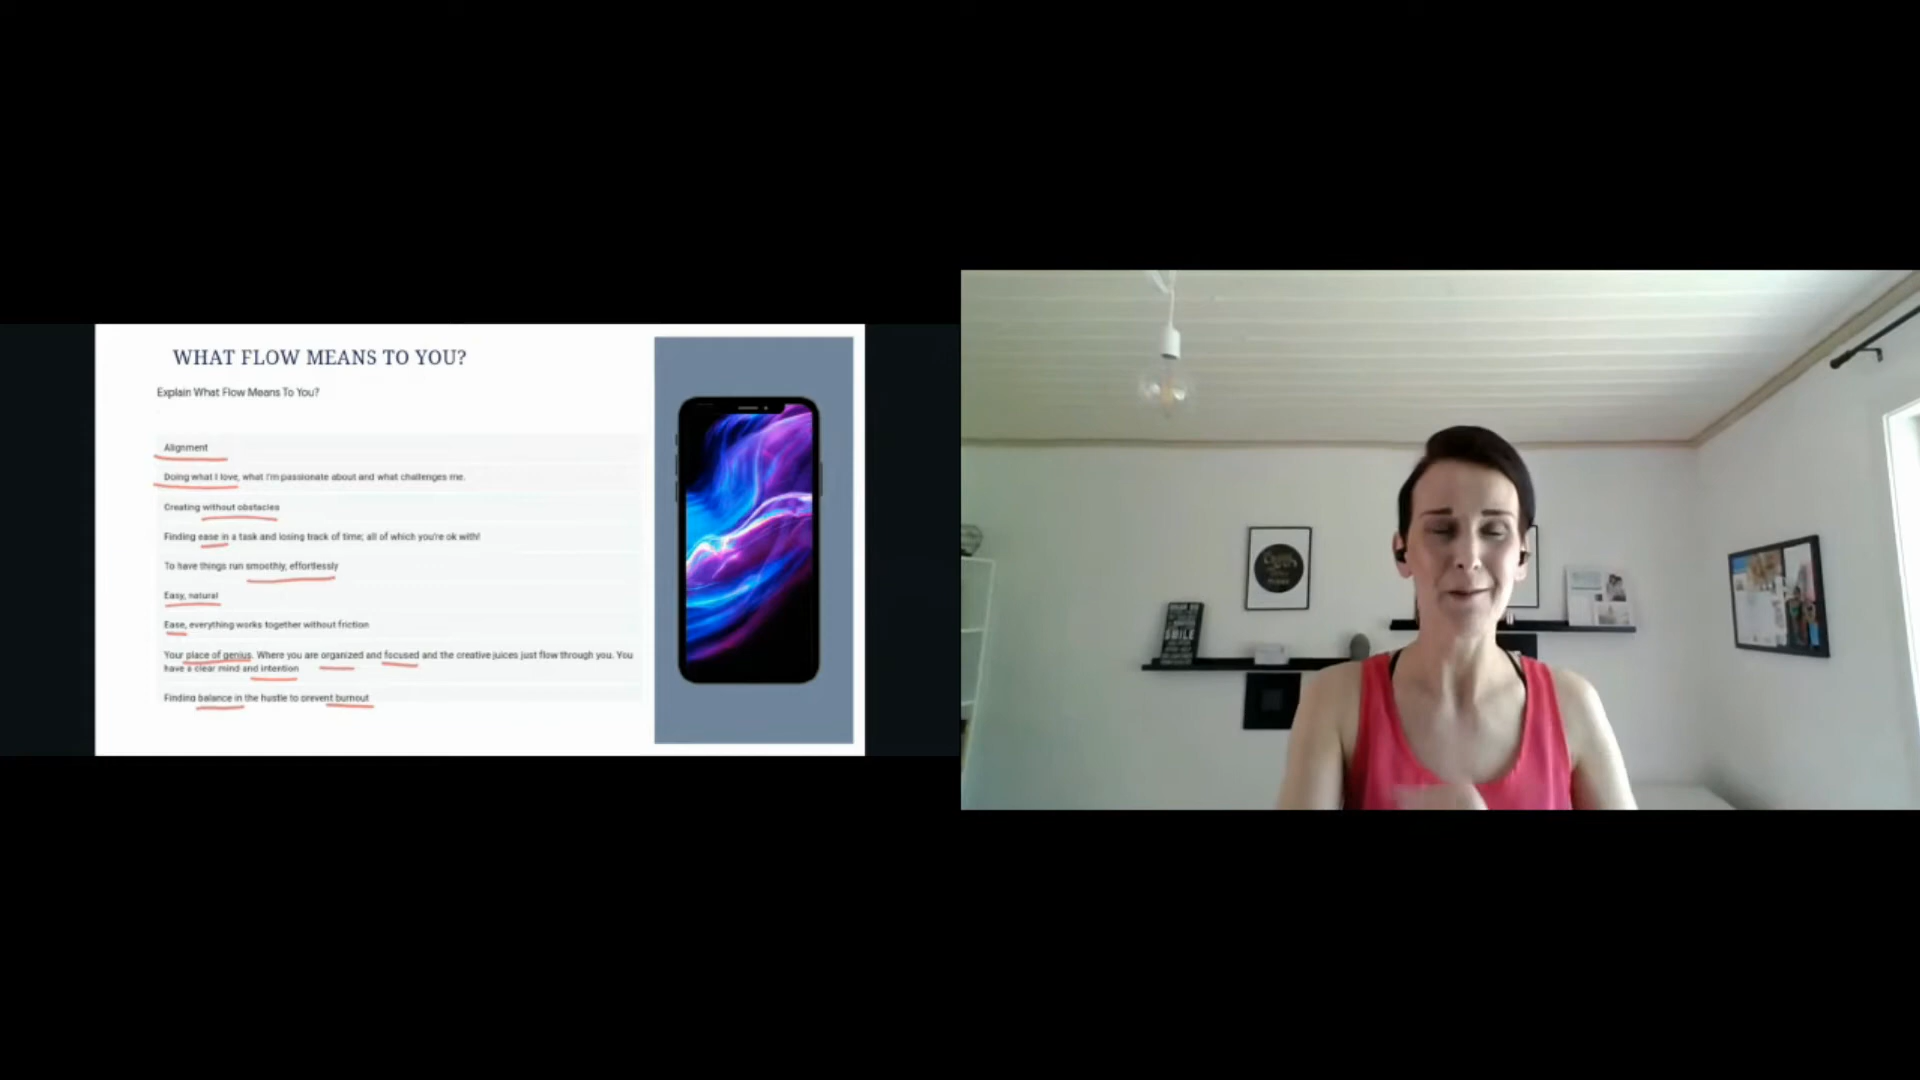 WHAT FLOW MEANS TO YOU?
Explain What Flow Means To You?
Alignment
Doing what I love, what I'm passionate about and what challenges me.
Creating without obstacles
Finding ease in a task and losing track of time; all of which you're ok with!
To have things run smoothly, effortlessly
Easy, natural
Ease, everything works together without friction
Your place of genius. Where you are organized and focused and the creative juices just flow through you. You
have a clear mind and intention
Finding balance in the hustle to prevent burnout
SMILE